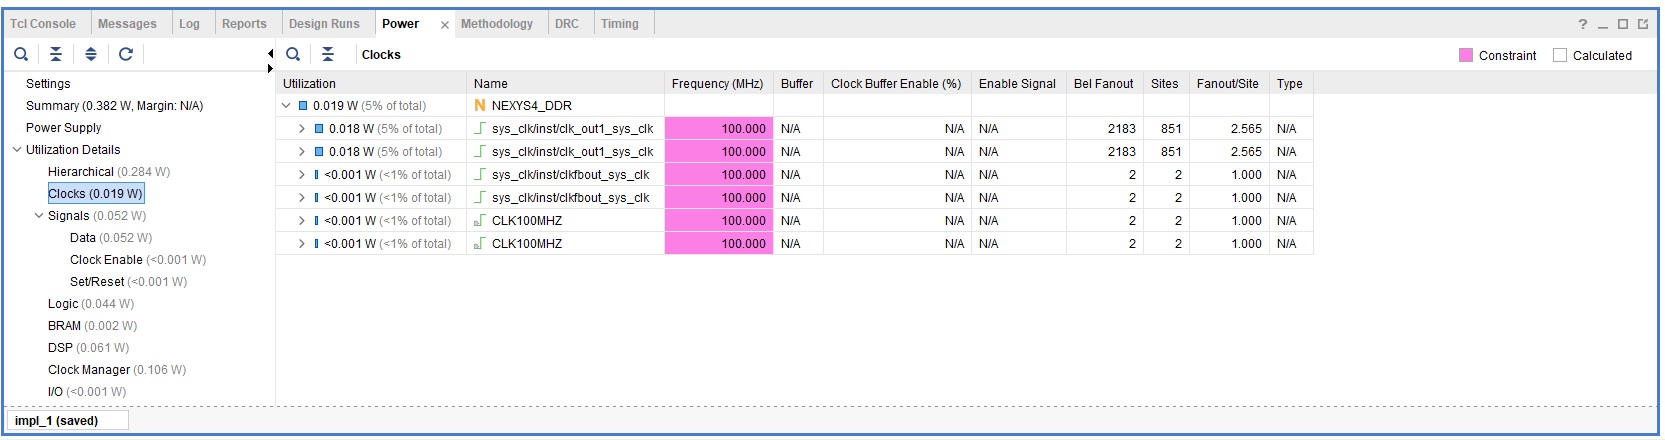 Tcl Console Messages Log Reports Design Runs Power × Methodology DRC Timing ?
Clocks Constraint Calculated
Settings
Summary (0.382 W, Margin: N/A)
Power Supply
Utilization Details
Hierarchical (0.284 W)
Clocks (0.019 W)
Signals (0.052 W)
Data (0.052 W)
Clock Enable (<0.001 W)
Set/Reset (<0.001 W)
Logic (0.044 W)
BRAM (0.002 W)
DSP (0.061 W)
Clock Manager (0.106 W)
I/O (<0.001 W)
Utilization Name Frequency (MHz) Buffer Clock Buffer Enable (%) Enable Signal Bel Fanout Sites Fanout/Site Type
0.019 W (5% of total) N NEXYS4_DDR
0.018 W (5% of total) sys_clk/inst/clk_out1_sys_clk 100.000 N/A N/A N/A 2183 851 2.565 N/A
0.018 W (5% of total) sys_clk/inst/clk_out1_sys_clk 100.000 N/A N/A N/A 2183 851 2.565 N/A
<0.001 W (<1% of total) sys_clk/inst/clkfbout_sys_clk 100.000 N/A N/A N/A 2 2 1.000 N/A
<0.001 W (<1% of total) sys_clk/inst/clkfbout_sys_clk 100.000 N/A N/A N/A 2 2 1.000 N/A
<0.001 W (<1% of total) CLK100MHZ 100.000 N/A N/A N/A 2 2 1.000 N/A
<0.001 W (<1% of total) CLK100MHZ 100.000 N/A N/A N/A 2 2 1.000 N/A
impl_1 (saved)